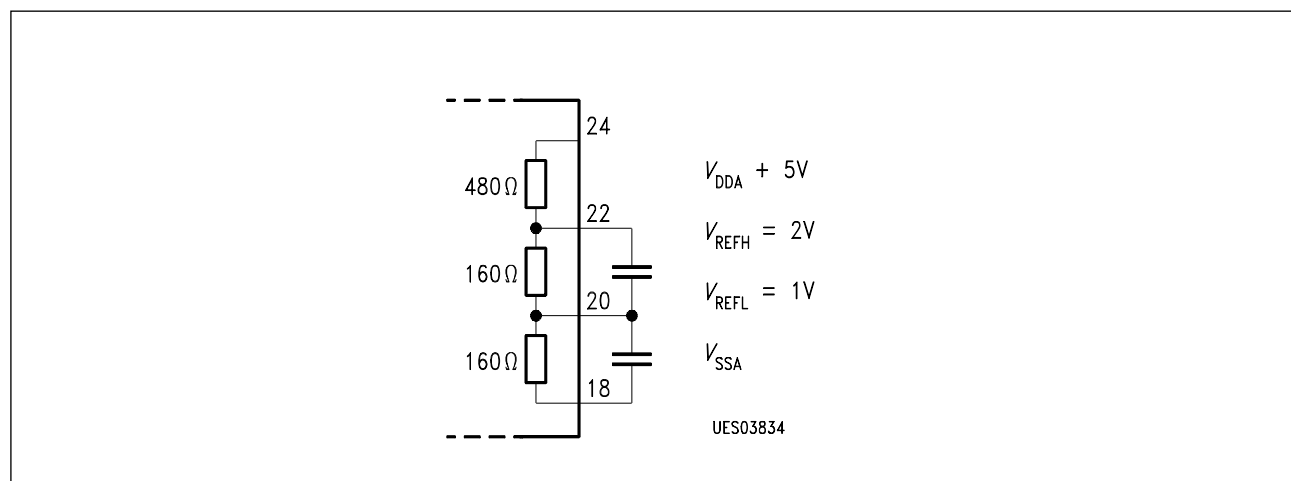 24
480Ω
22
160Ω
20
160Ω
18
V_DDA + 5V
V_REFH = 2V
V_REFL = 1V
V_SSA
UES03834